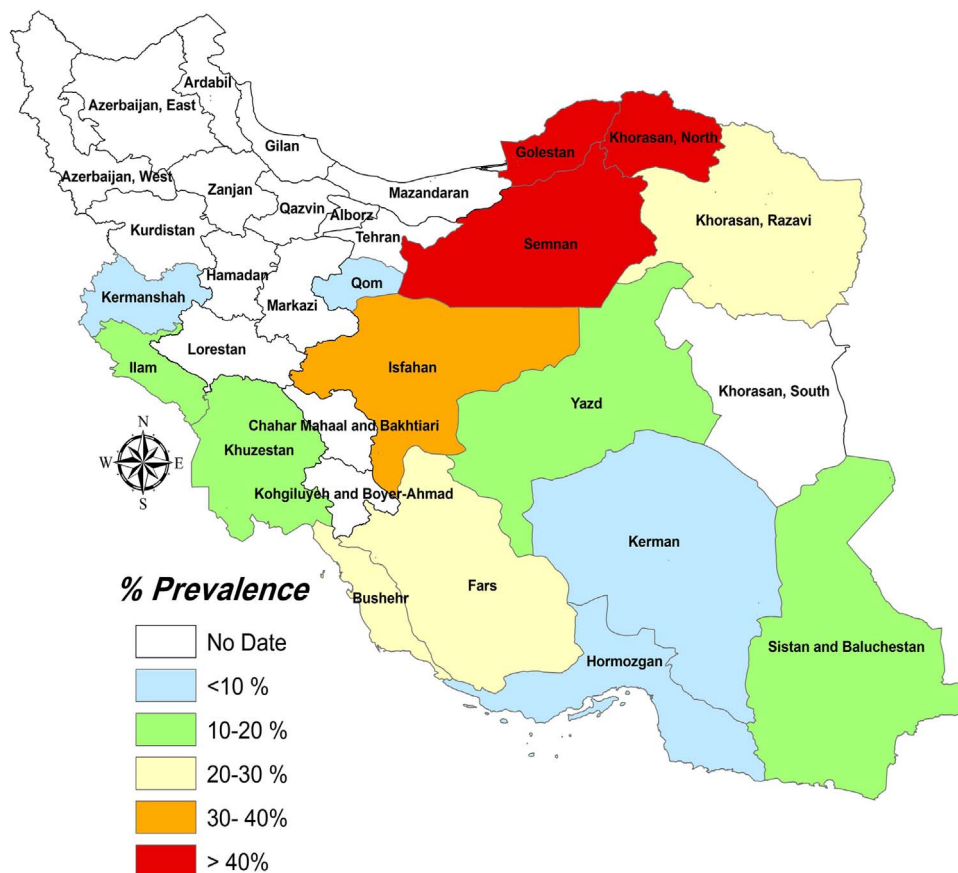 Ardabil
Azerbaijan, East
Gilan
Azerbaijan, West
Zanjan
Mazandaran
Qazvin
Alborz
Kurdistan
Tehran
Golestan
Khorasan, North
Khorasan, Razavi
Semnan
Hamadan
Qom
Kermanshah
Markazi
Lorestan
Ilam
Isfahan
Khorasan, South
Yazd
Chahar Mahaal and Bakhtiari
Khuzestan
Kohgiluyeh and Boyer-Ahmad
Kerman
Fars
Bushehr
Sistan and Baluchestan
Hormozgan
N
W
E
S
% Prevalence
No Date
<10 %
10-20 %
20-30 %
30- 40%
> 40%